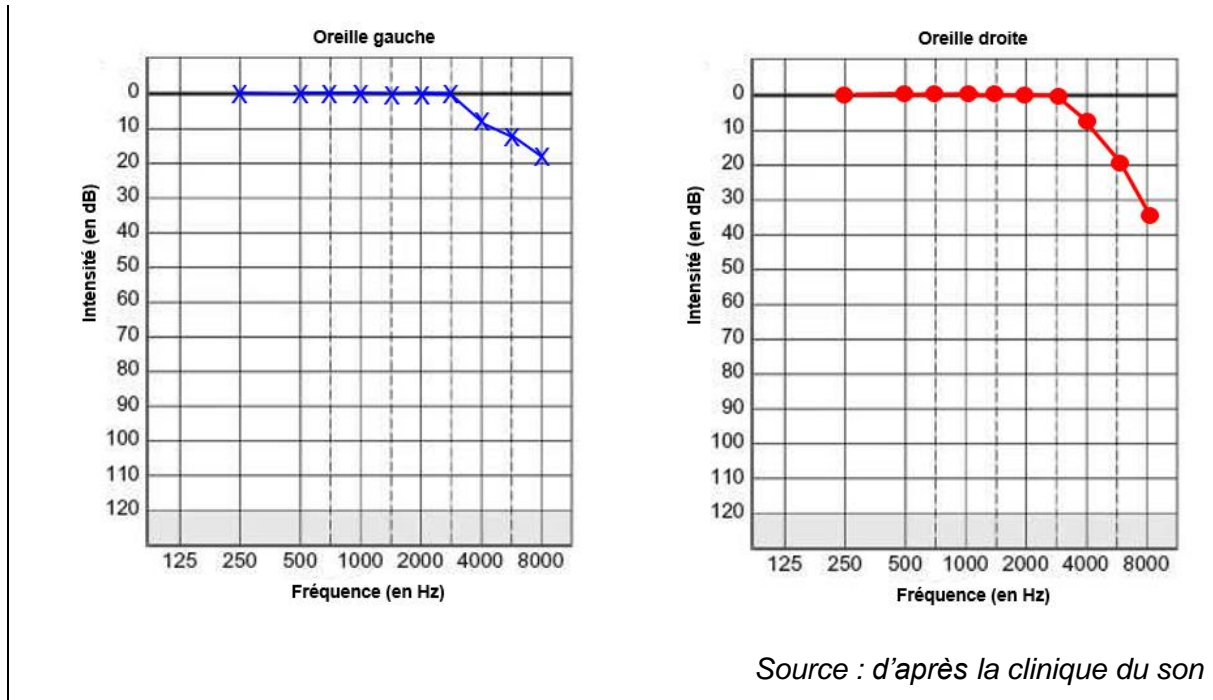 Oreille gauche
Intensité (en dB)
0
10
20
30
40
50
60
70
80
90
100
110
120
125 250 500 1000 2000 4000 8000
Fréquence (en Hz)
Oreille droite
Intensité (en dB)
0
10
20
30
40
50
60
70
80
90
100
110
120
125 250 500 1000 2000 4000 8000
Fréquence (en Hz)
Source : d’après la clinique du son